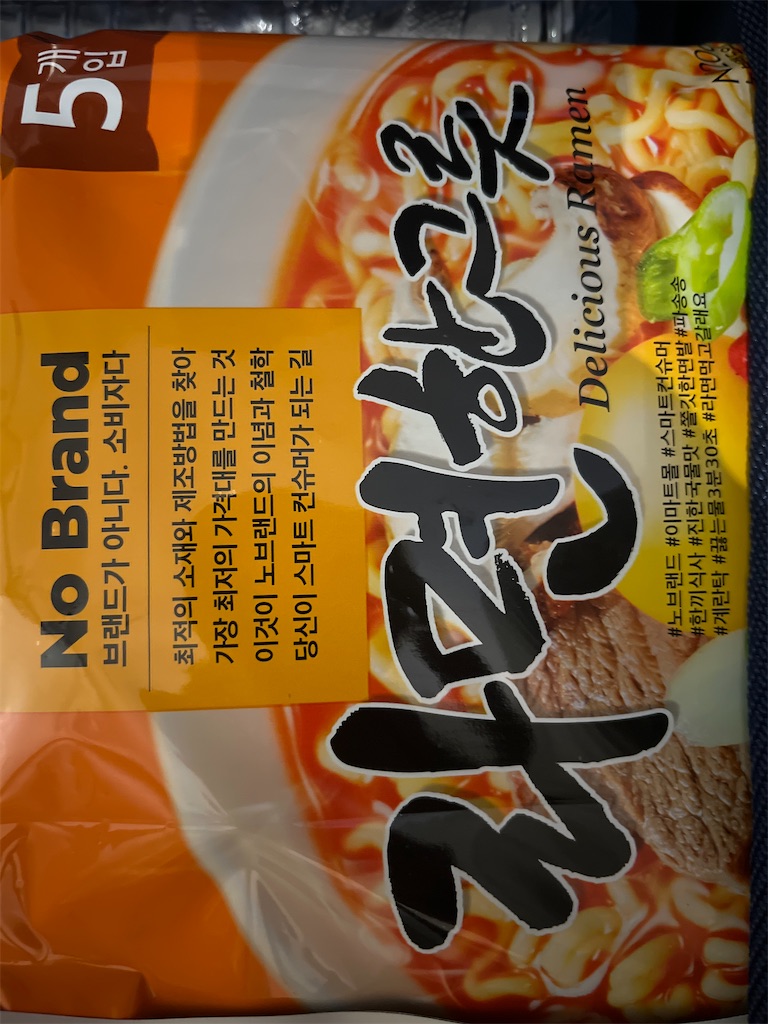 5개입
No Brand
브랜드가 아니다. 소비자다
최적의 소재와 제조방법을 찾아
가장 최저의 가격대를 만드는 것
이것이 노브랜드의 이념과 철학
당신이 스마트 컨슈머가 되는 길
라면한그릇
Delicious Ramen
#노브랜드 #이마트몰 #스마트컨슈머
#한끼식사 #진한국물맛 #쫄깃한면발 #파송송
#계란탁 #끓는물3분30초 #라면먹고갈래요